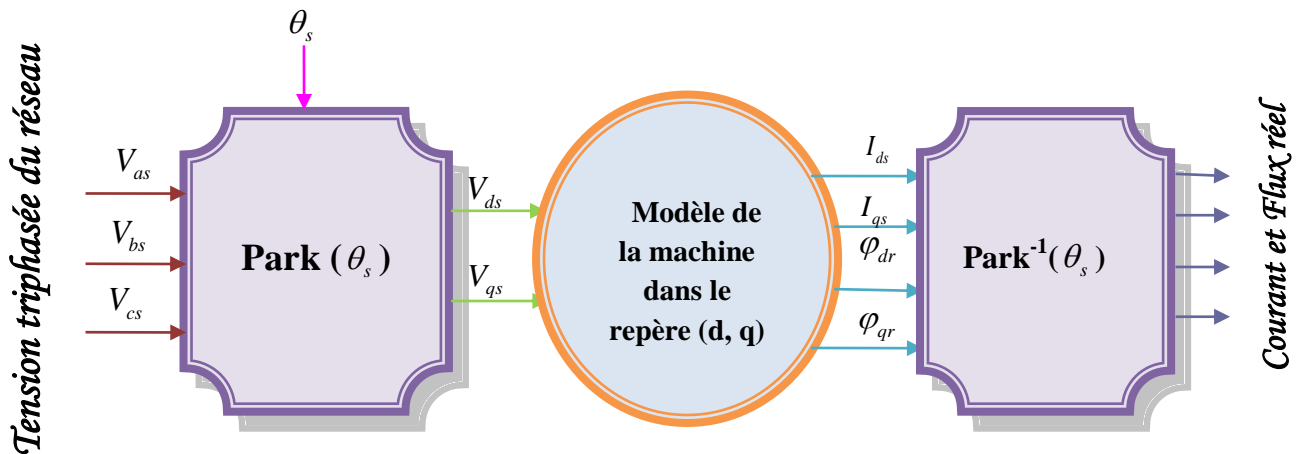 Tension triphasée du réseau
θs
Vas
Vbs
Vcs
Park (θs)
Vds
Vqs
Modèle de
la machine
dans le
repère (d, q)
Ids
Iqs
φdr
φqr
Park-1(θs)
Courant et Flux réel